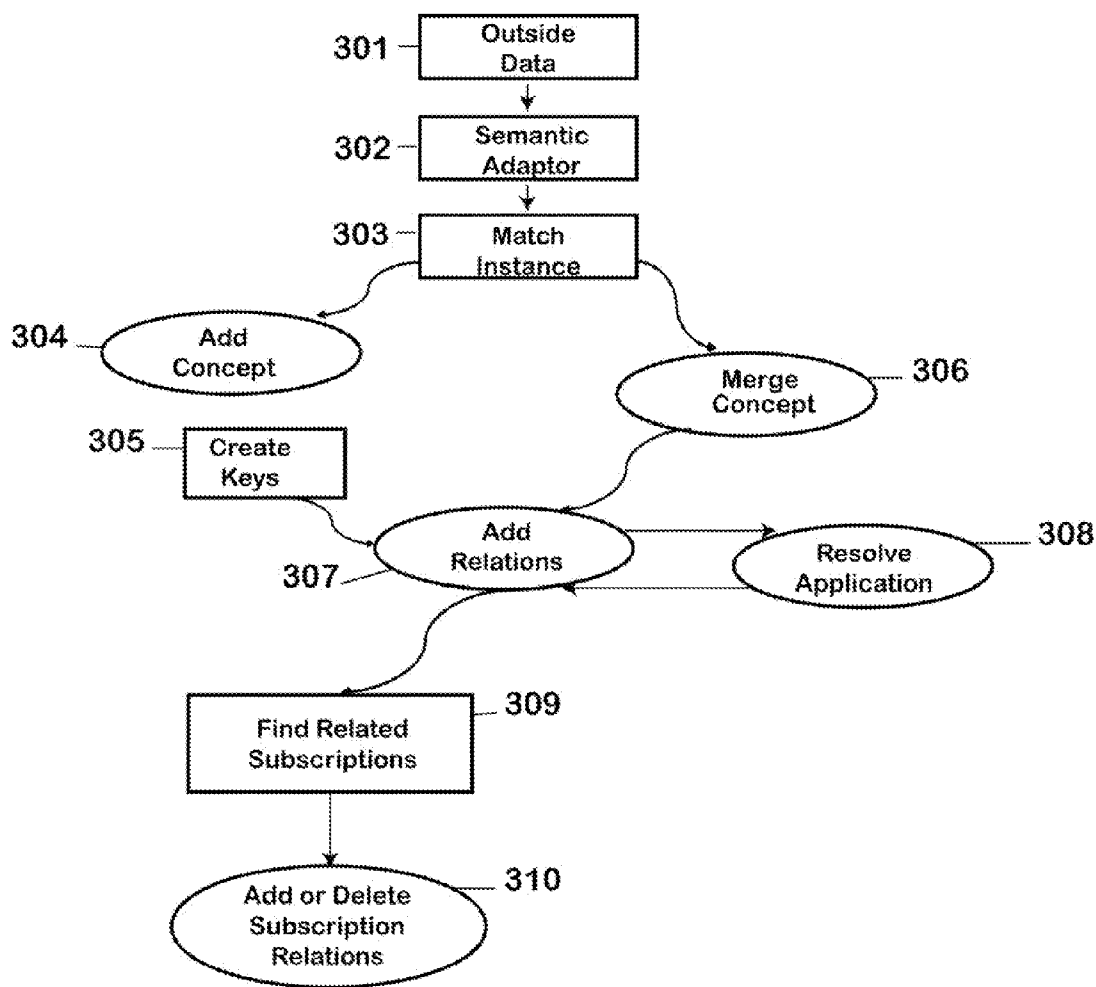 301
Outside
Data
302
Semantic
Adaptor
303
Match
Instance
304
Add
Concept
Merge
Concept
306
305
Create
Keys
Add
Relations
307
Resolve
Application
308
Find Related
Subscriptions
309
Add or Delete
Subscription
Relations
310